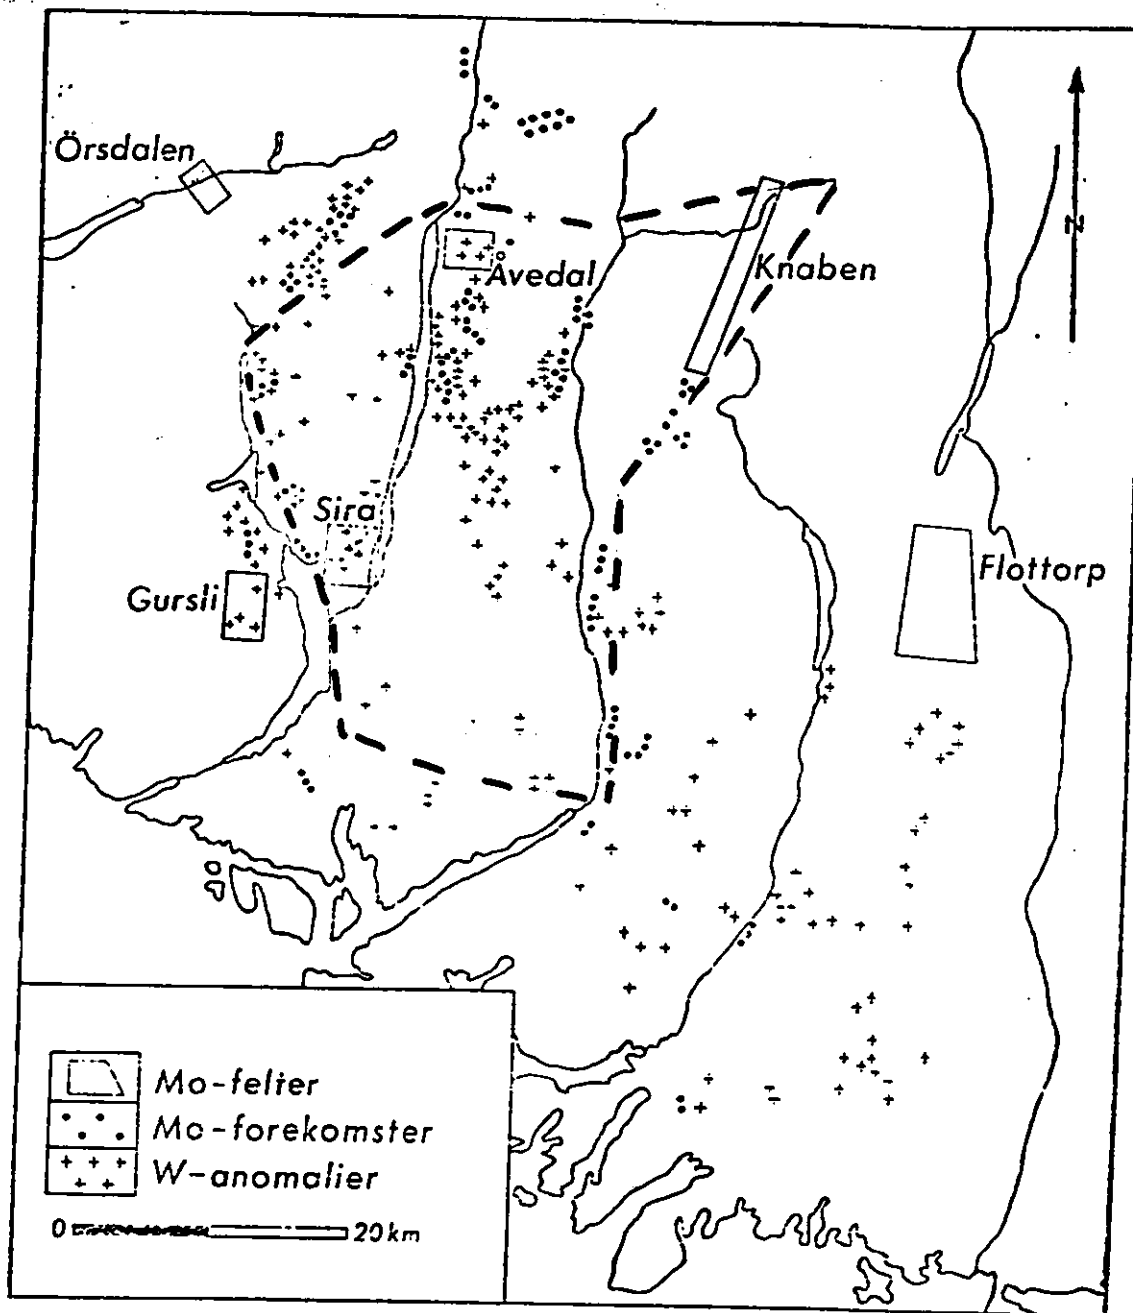 Örsdalen
N
Knaben
Åvedal
Sira
Gursli
Flottorp
Mo-felter
Mo-forekomster
W-anomalier
0 20 km